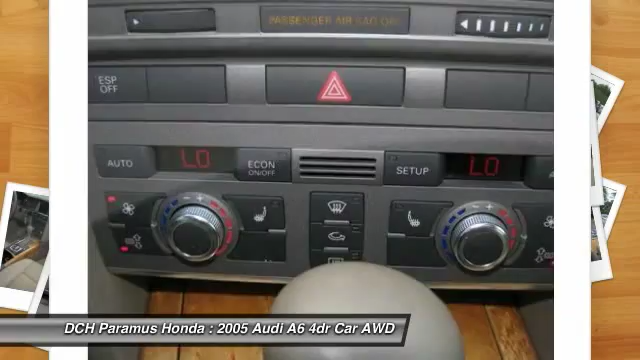 PASSENGER AIR BAG OFF
ESP OFF
AUTO
LO
ECON ON/OFF
SETUP
LO
DCH Paramus Honda : 2005 Audi A6 4dr Car AWD